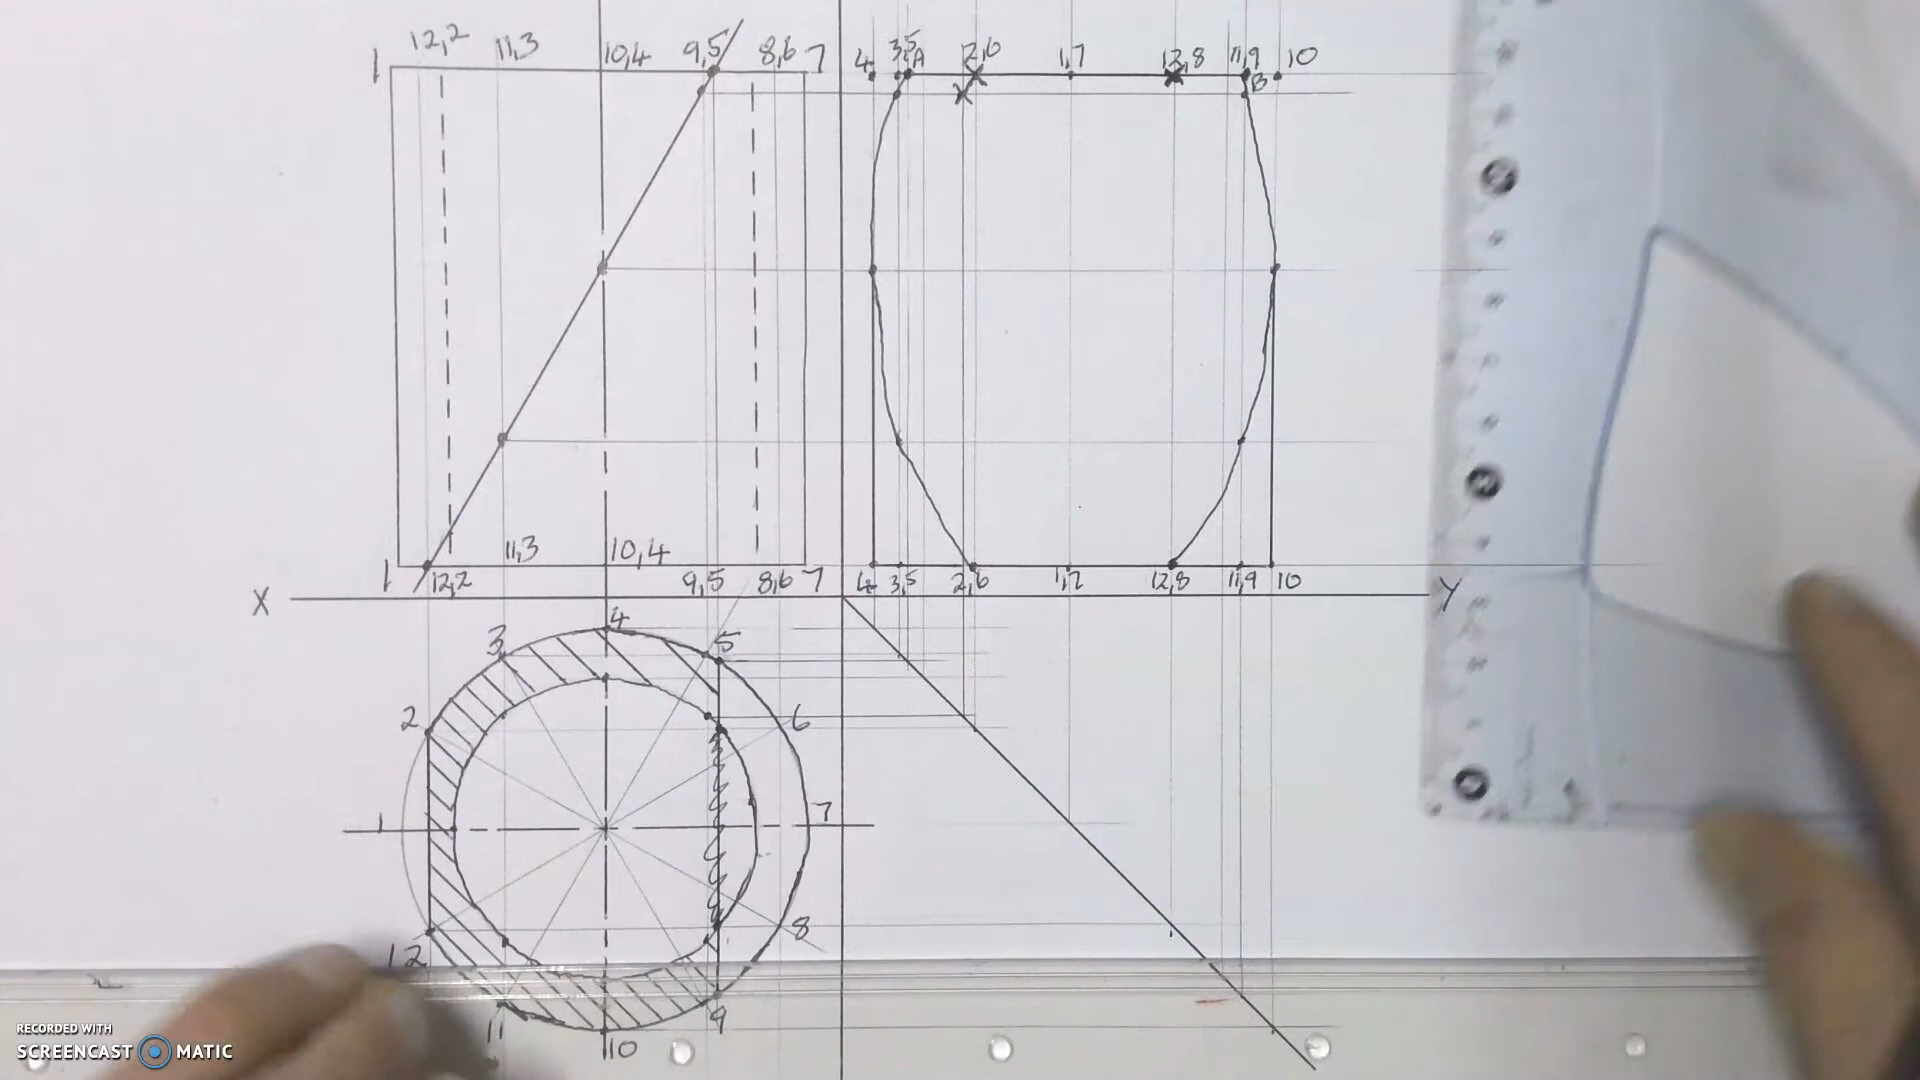 1 12,2 11,3 10,4 9,5 8,6 7
4 3,5 A 2,6 1,7 12,8 11,9 10
B
1 12,2 11,3 10,4 9,5 8,6 7
4 3,5 2,6 1,7 12,8 11,9 10
X Y
4
3 5
2 6
1 7
12 8
11 9
10
RECORDED WITH
SCREENCAST MATIC